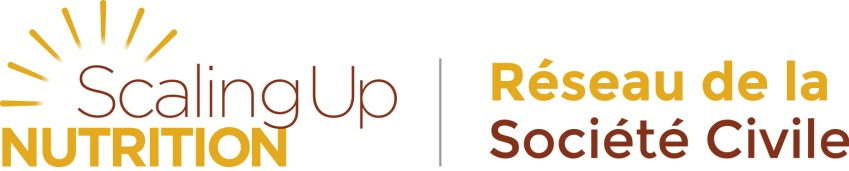 Scaling Up
NUTRITION
Réseau de la
Société Civile